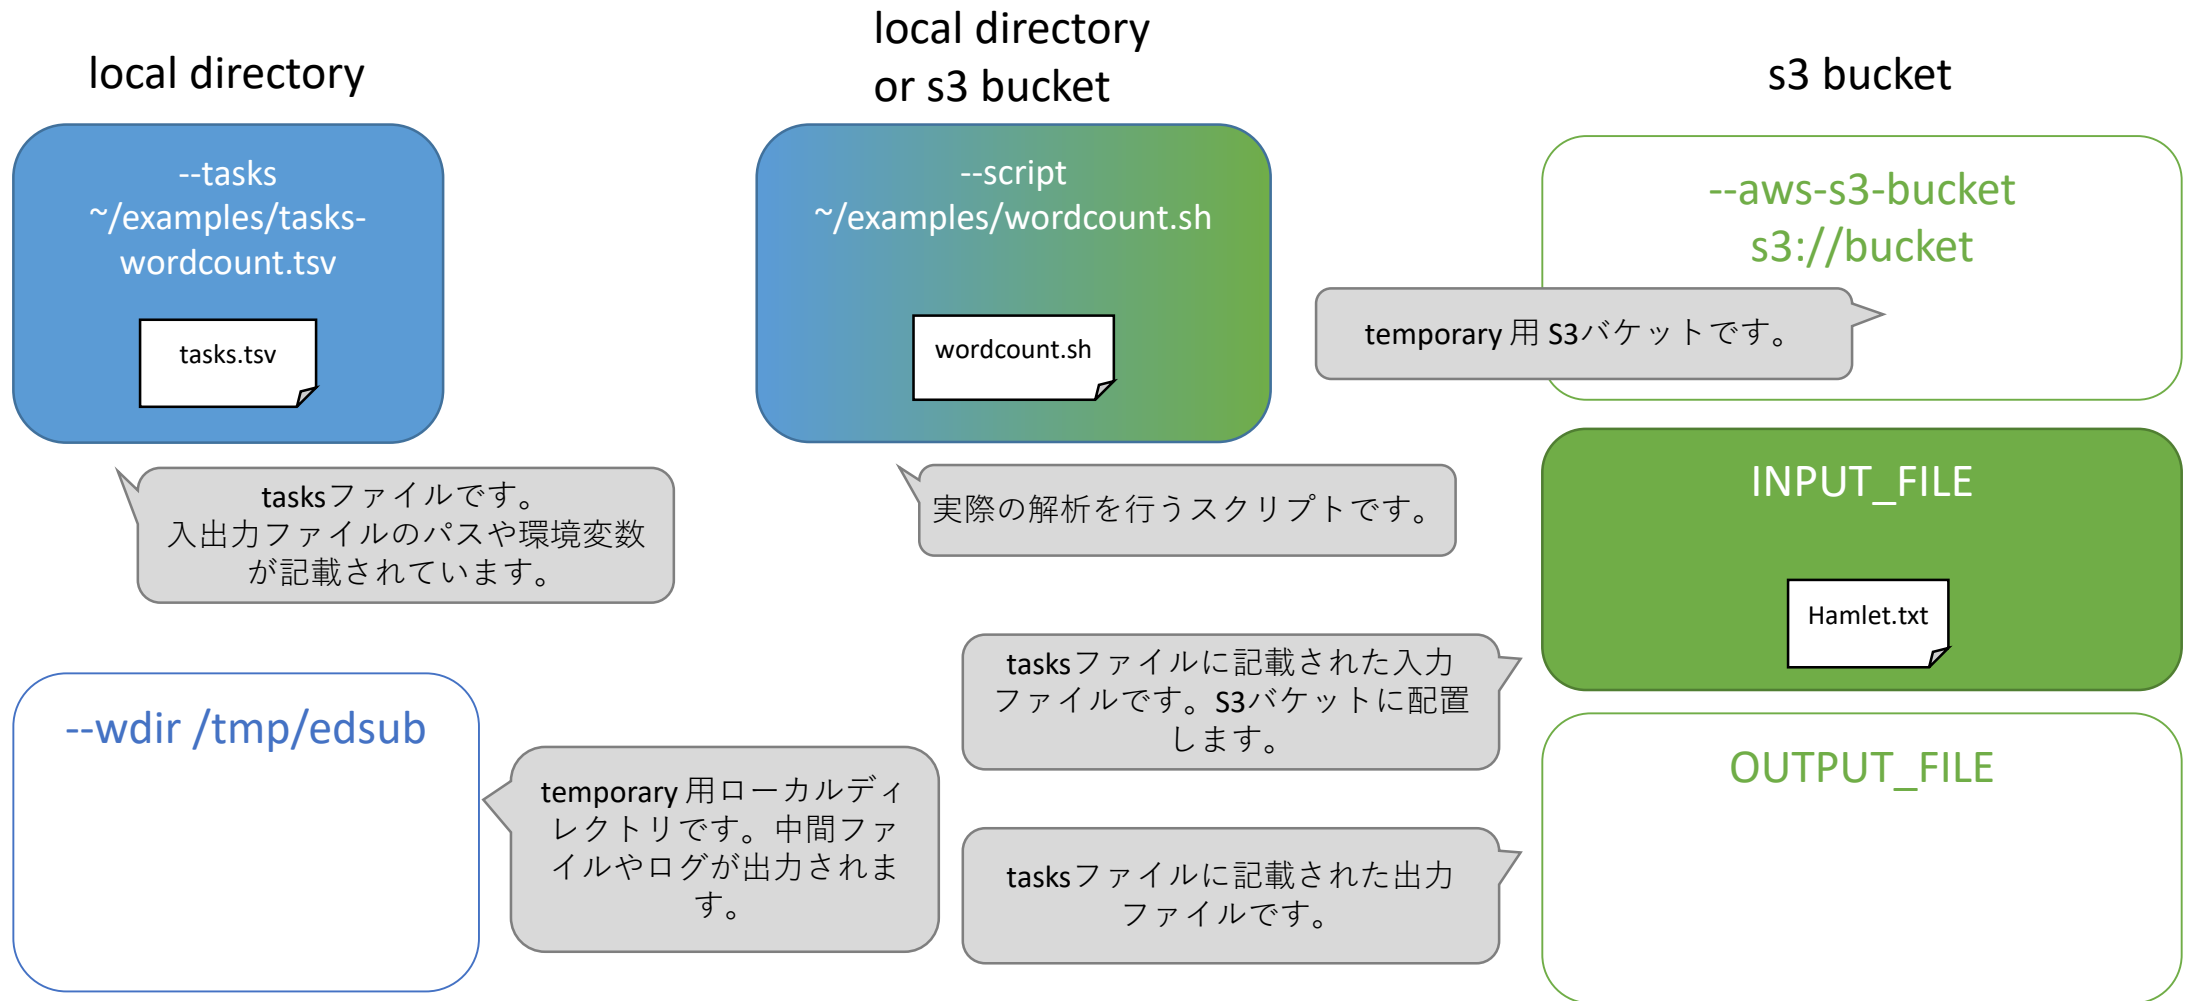 local directory
local directory
or s3 bucket
s3 bucket
--tasks
~/examples/tasks-
wordcount.tsv
tasks.tsv
--script
~/examples/wordcount.sh
wordcount.sh
--aws-s3-bucket
s3://bucket
temporary 用 S3バケットです。
tasksファイルです。
入出力ファイルのパスや環境変数
が記載されています。
実際の解析を行うスクリプトです。
INPUT_FILE
Hamlet.txt
tasksファイルに記載された入力
ファイルです。S3バケットに配置
します。
--wdir /tmp/edsub
temporary 用ローカルディ
レクトリです。中間ファ
イルやログが出力されま
す。
OUTPUT_FILE
tasksファイルに記載された出力
ファイルです。